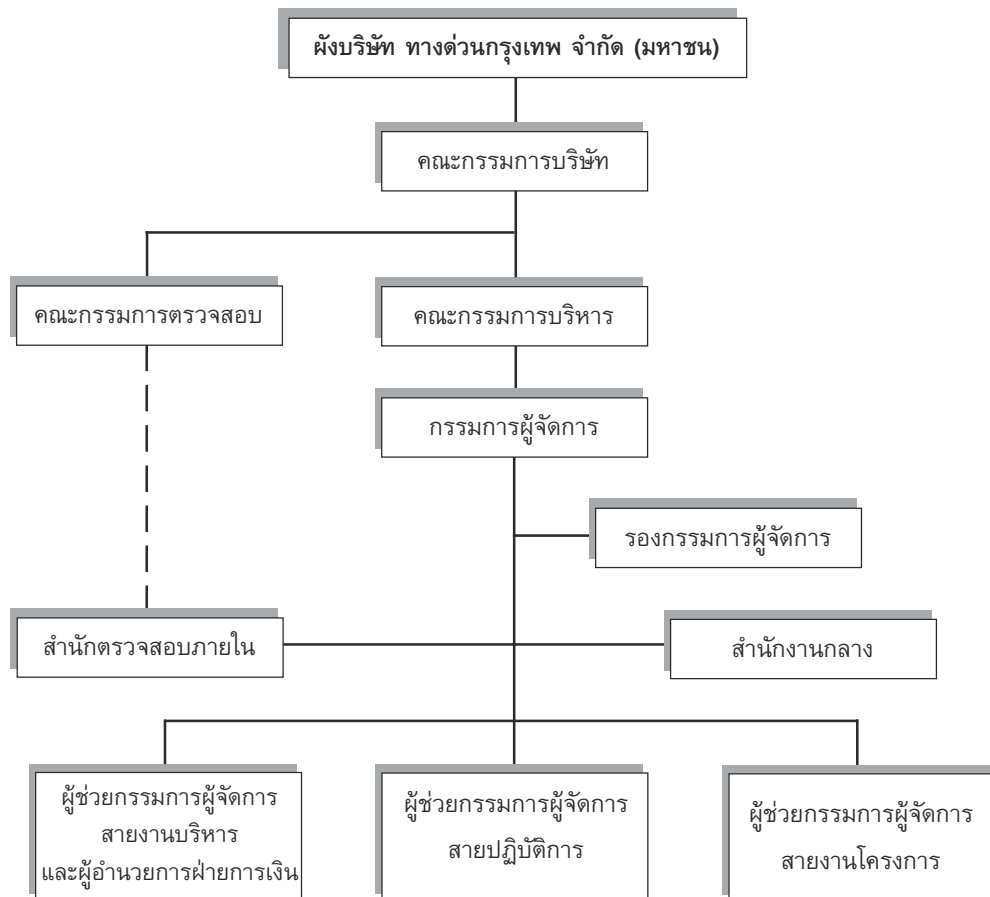 ผังบริษัท ทางด่วนกรุงเทพ จำกัด (มหาชน)
คณะกรรมการบริษัท
คณะกรรมการตรวจสอบ
คณะกรรมการบริหาร
กรรมการผู้จัดการ
รองกรรมการผู้จัดการ
สำนักตรวจสอบภายใน
สำนักงานกลาง
ผู้ช่วยกรรมการผู้จัดการ
สายงานบริหาร
และผู้อำนวยการฝ่ายการเงิน
ผู้ช่วยกรรมการผู้จัดการ
สายปฏิบัติการ
ผู้ช่วยกรรมการผู้จัดการ
สายงานโครงการ